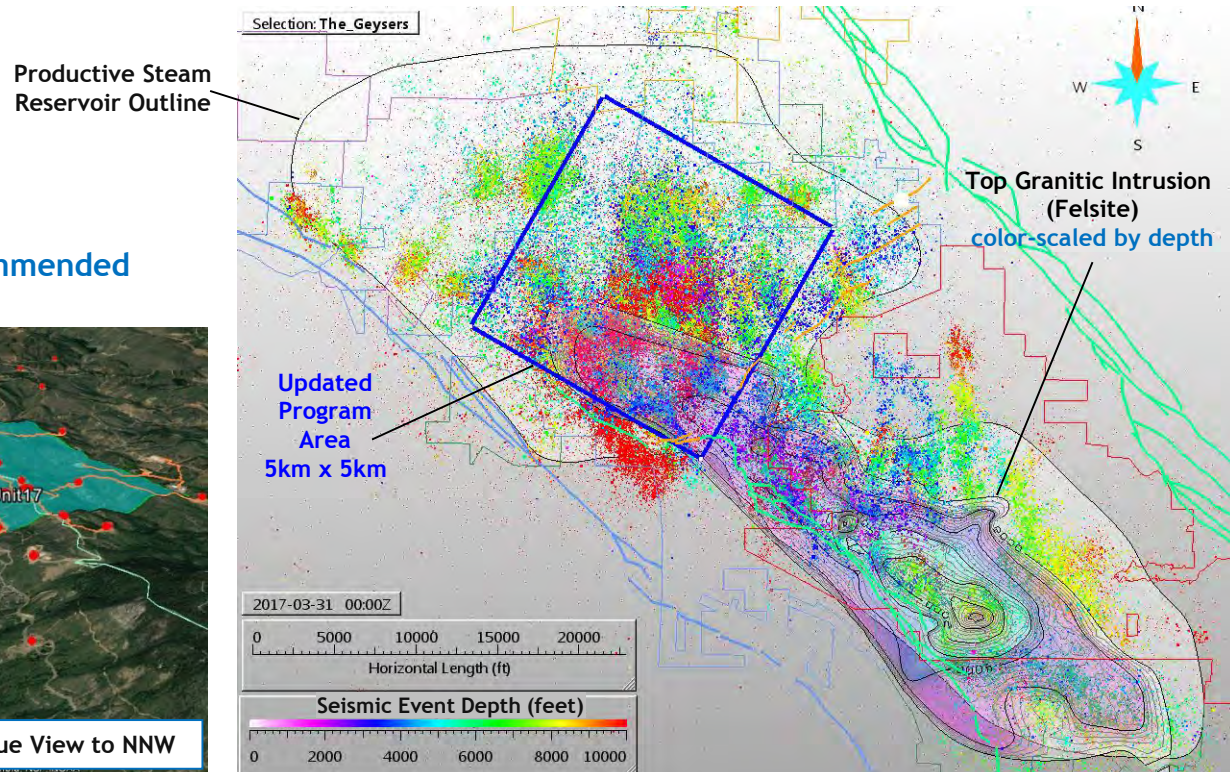 Selection: The_Geysers
Productive Steam
Reservoir Outline
N
W
E
S
Top Granitic Intrusion
(Felsite)
color-scaled by depth
mmended
Updated
Program
Area
5km x 5km
Unit17
ue View to NNW
2017-03-31 00:00Z
0 5000 10000 15000 20000
Horizontal Length (ft)
Seismic Event Depth (feet)
0 2000 4000 6000 8000 10000